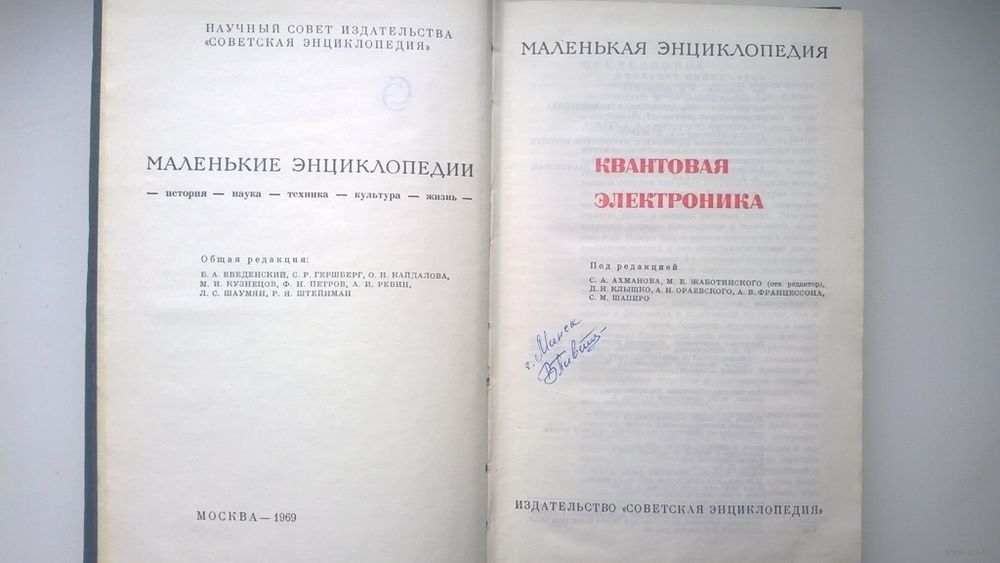 НАУЧНЫЙ СОВЕТ ИЗДАТЕЛЬСТВА
«СОВЕТСКАЯ ЭНЦИКЛОПЕДИЯ»
МАЛЕНЬКИЕ ЭНЦИКЛОПЕДИИ
— история — наука — техника — культура — жизнь —
Общая редакция:
Б. А. ВВЕДЕНСКИЙ, С. Р. ГЕРШБЕРГ, О. Н. КАЙДАЛОВА,
М. И. КУЗНЕЦОВ, Ф. Н. ПЕТРОВ, А. И. РЕВИН,
Л. С. ШАУМЯН, Р. Я. ШТЕЙНМАН
МОСКВА — 1969
МАЛЕНЬКАЯ ЭНЦИКЛОПЕДИЯ
КВАНТОВАЯ
ЭЛЕКТРОНИКА
Под редакцией
С. А. АХМАНОВА, М. Е. ЖАБОТИНСКОГО (отв. редактор),
Д. Н. КЛЫШКО, А. Н. ОРАЕВСКОГО, А. В. ФРАНЦЕССОНА,
С. М. ШАПИРО
г. Минск
ИЗДАТЕЛЬСТВО «СОВЕТСКАЯ ЭНЦИКЛОПЕДИЯ»